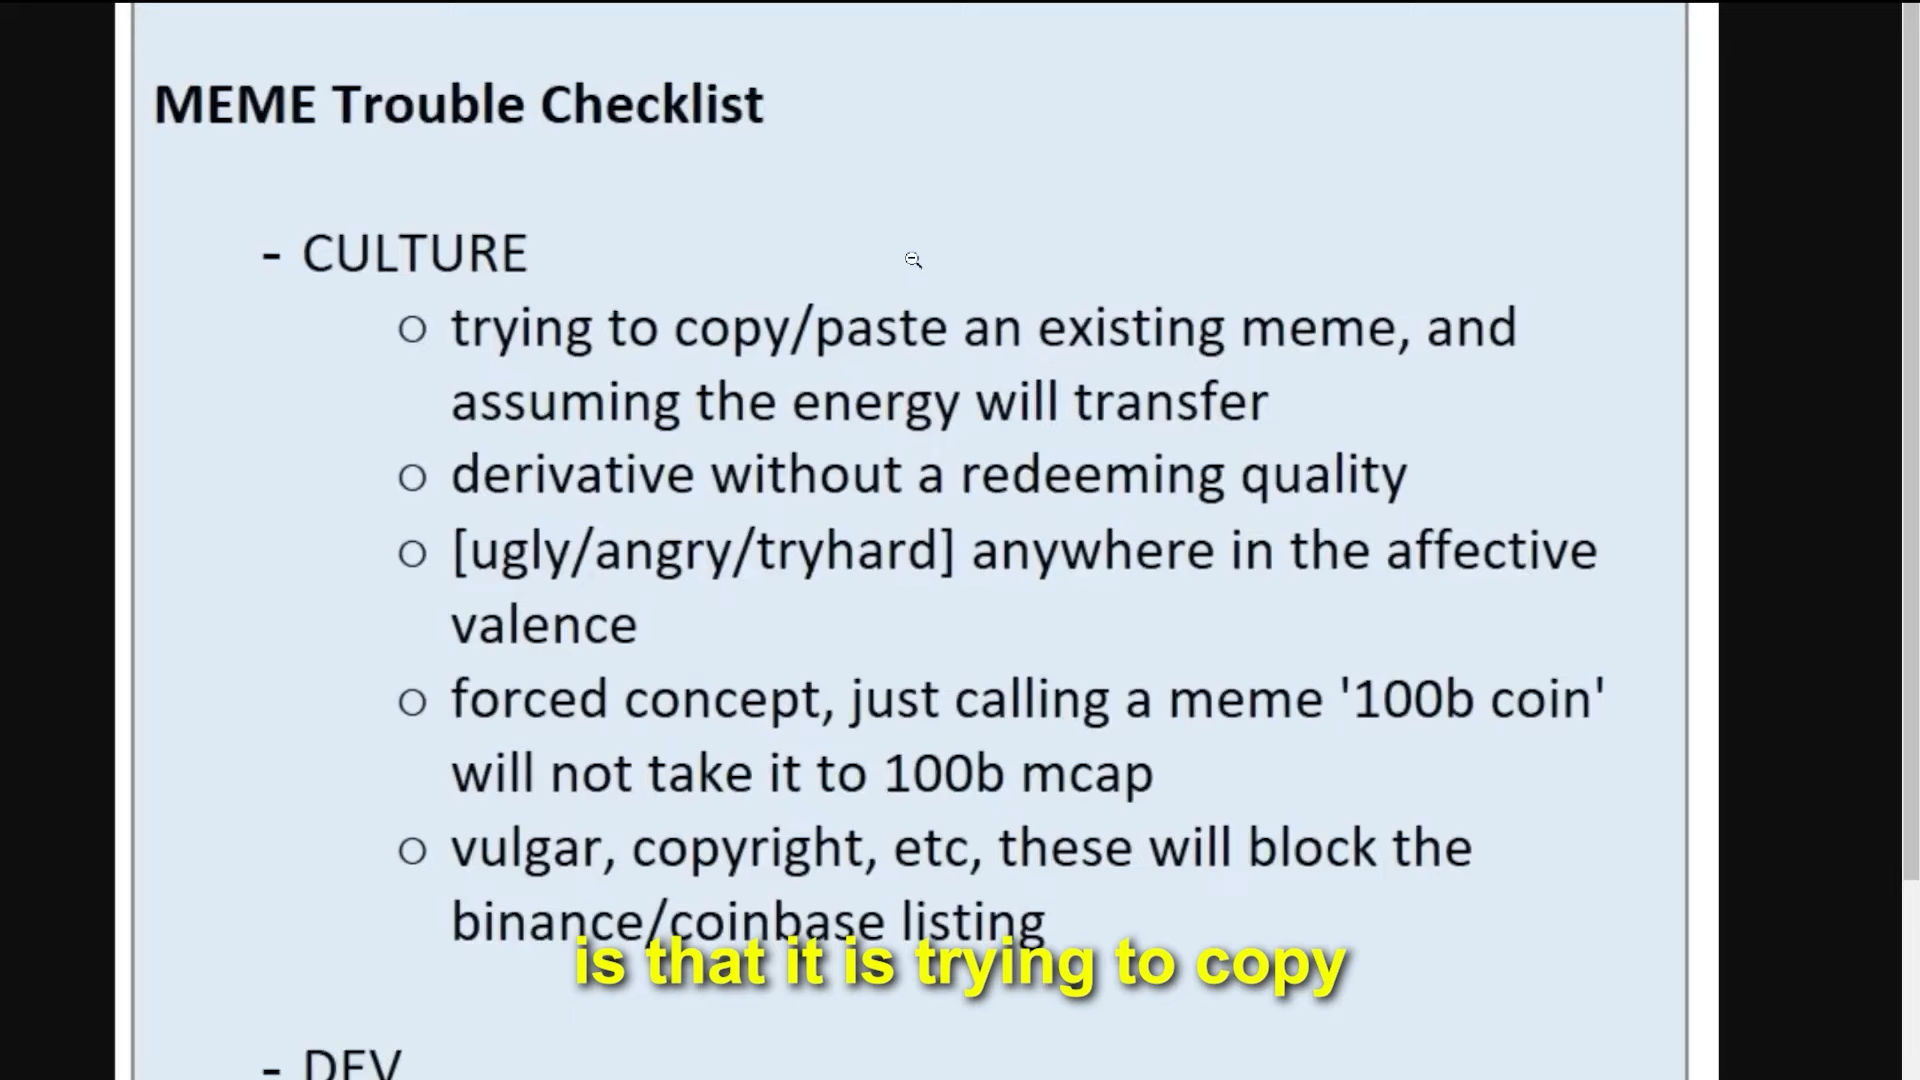 MEME Trouble Checklist
- CULTURE
○ trying to copy/paste an existing meme, and
assuming the energy will transfer
○ derivative without a redeeming quality
○ [ugly/angry/tryhard] anywhere in the affective
valence
○ forced concept, just calling a meme '100b coin'
will not take it to 100b mcap
○ vulgar, copyright, etc, these will block the
binance/coinbase listing
is that it is trying to copy
- DEV